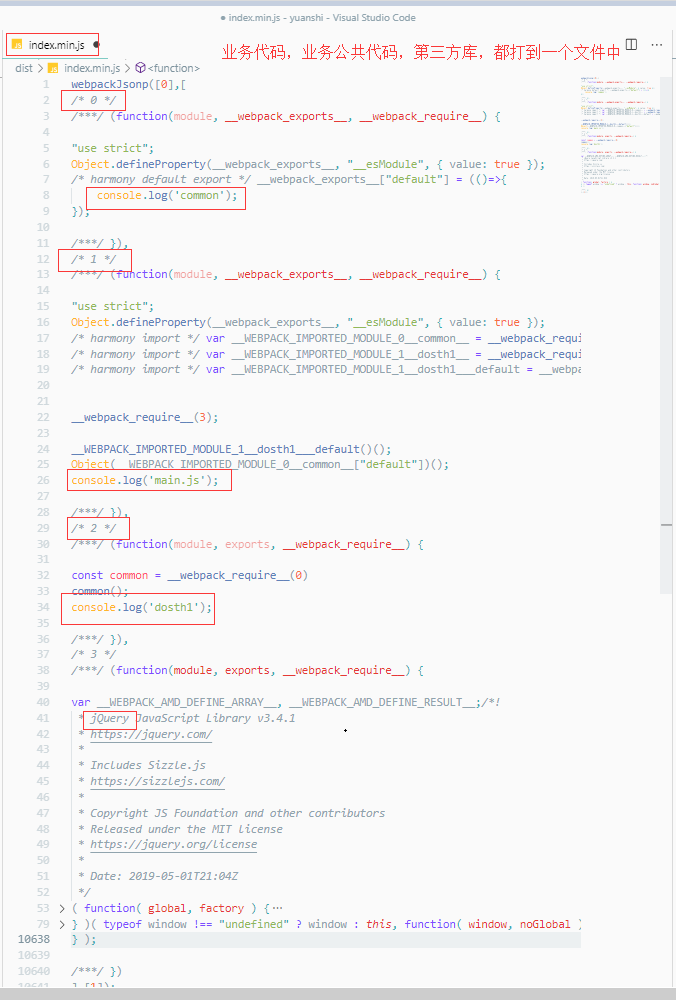 ● index.min.js - yuanshi - Visual Studio Code
index.min.js ●
业务代码，业务公共代码，第三方库，都打到一个文件中
dist > index.min.js > <function>
1 webpackJsonp([0],[
2 /* 0 */
3 /***/ (function(module, __webpack_exports__, __webpack_require__) {
4
5 "use strict";
6 Object.defineProperty(__webpack_exports__, "__esModule", { value: true });
7 /* harmony default export */ __webpack_exports__["default"] = (()=>{
8 console.log('common');
9 });
10
11 /***/ }),
12 /* 1 */
13 /***/ (function(module, __webpack_exports__, __webpack_require__) {
14
15 "use strict";
16 Object.defineProperty(__webpack_exports__, "__esModule", { value: true });
17 /* harmony import */ var __WEBPACK_IMPORTED_MODULE_0__common__ = __webpack_requi
18 /* harmony import */ var __WEBPACK_IMPORTED_MODULE_1__dosth1__ = __webpack_requi
19 /* harmony import */ var __WEBPACK_IMPORTED_MODULE_1__dosth1___default = __webpa
20
21
22 __webpack_require__(3);
23
24 __WEBPACK_IMPORTED_MODULE_1__dosth1___default()();
25 Object(__WEBPACK_IMPORTED_MODULE_0__common__["default"])();
26 console.log('main.js');
27
28 /***/ }),
29 /* 2 */
30 /***/ (function(module, exports, __webpack_require__) {
31
32 const common = __webpack_require__(0)
33 common();
34 console.log('dosth1');
35
36 /***/ }),
37 /* 3 */
38 /***/ (function(module, exports, __webpack_require__) {
39
40 var __WEBPACK_AMD_DEFINE_ARRAY__, __WEBPACK_AMD_DEFINE_RESULT__;/*!
41 * jQuery JavaScript Library v3.4.1
42 * https://jquery.com/
43 *
44 * Includes Sizzle.js
45 * https://sizzlejs.com/
46 *
47 * Copyright JS Foundation and other contributors
48 * Released under the MIT license
49 * https://jquery.org/license
50 *
51 * Date: 2019-05-01T21:04Z
52 */
53 > ( function( global, factory ) {…
79 > } )( typeof window !== "undefined" ? window : this, function( window, noGlobal )
10638 } );
10639
10640 /***/ })
10641 ],[1]);